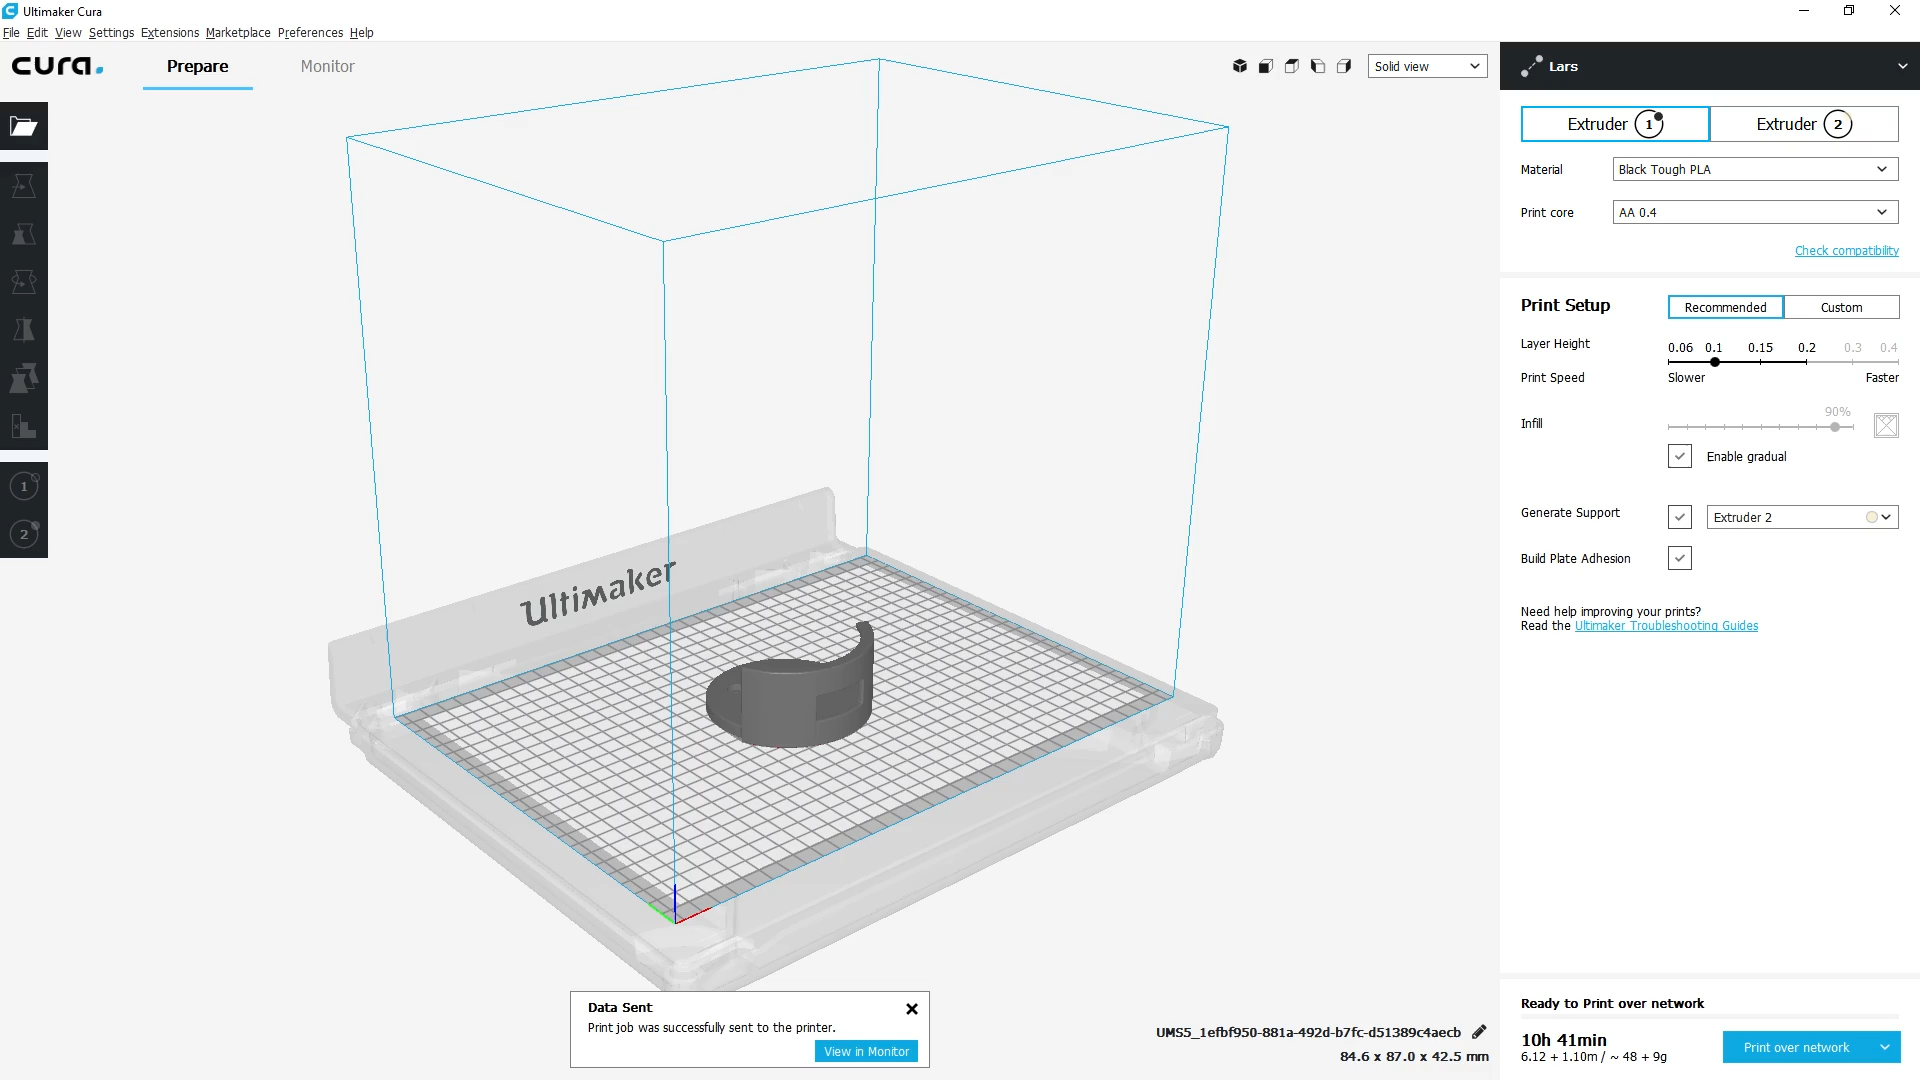 Ultimaker Cura
File Edit View Settings Extensions Marketplace Preferences Help
cura.
Prepare
Monitor
Solid view
Lars
Extruder 1
Extruder 2
Material
Black Tough PLA
Print core
AA 0.4
Check compatibility
Print Setup
Recommended
Custom
Layer Height
0.06 0.1 0.15 0.2 0.3 0.4
Print Speed
Slower
Faster
90%
Infill
Enable gradual
Generate Support
Extruder 2
Build Plate Adhesion
Need help improving your prints?
Read the Ultimaker Troubleshooting Guides
1
2
Ultimaker
Data Sent
Print job was successfully sent to the printer.
View in Monitor
UMS5_1efbf950-881a-492d-b7fc-d51389c4aecb
84.6 x 87.0 x 42.5 mm
Ready to Print over network
10h 41min
6.12 + 1.10m / ~ 48 + 9g
Print over network